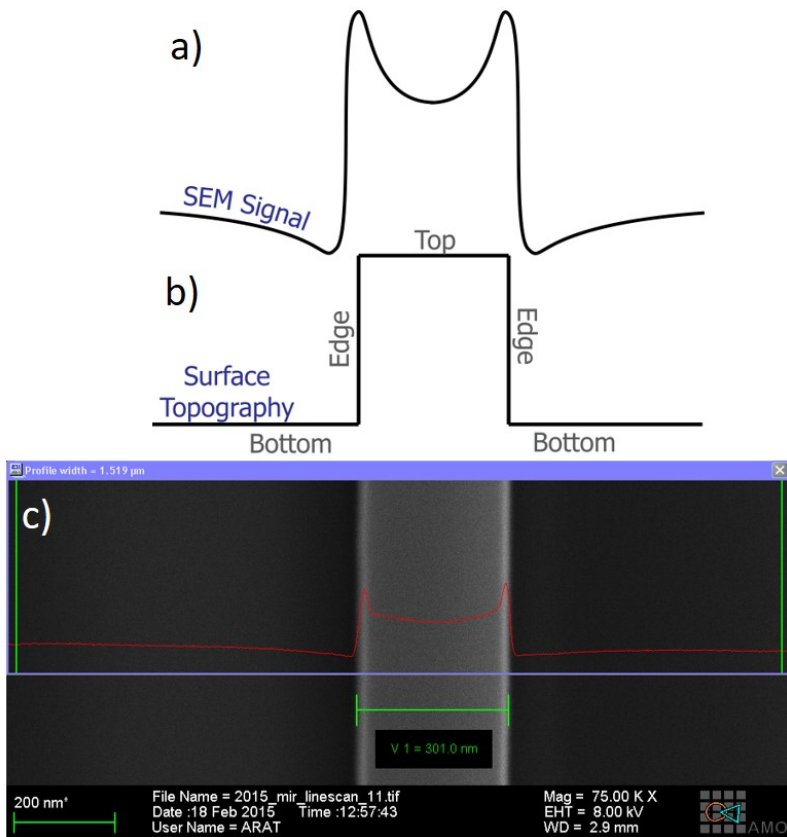 a)
SEM Signal
Top
b)
Edge
Edge
Surface
Topography
Bottom
Bottom
Profile width = 1.519 µm
c)
V 1 = 301.0 nm
200 nm*
File Name = 2015_mir_linescan_11.tif
Date :18 Feb 2015 Time :12:57:43
User Name = ARAT
Mag = 75.00 K X
EHT = 8.00 kV
WD = 2.9 mm
AMO